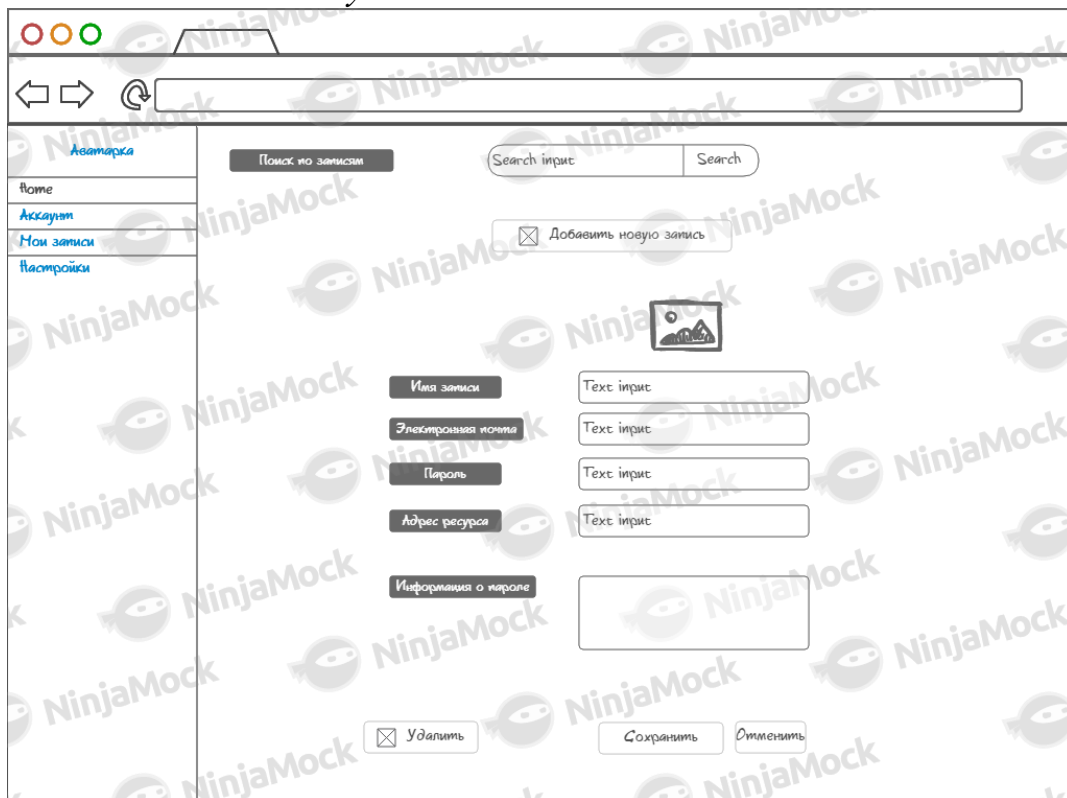 Аватарка
Home
Аккаунт
Мои записи
Настройки
Поиск по записям
Search input
Search
Добавить новую запись
Имя записи
Text input
Электронная почта
Text input
Пароль
Text input
Адрес ресурса
Text input
Информация о пароле
Удалить
Сохранить
Отменить
NinjaMock